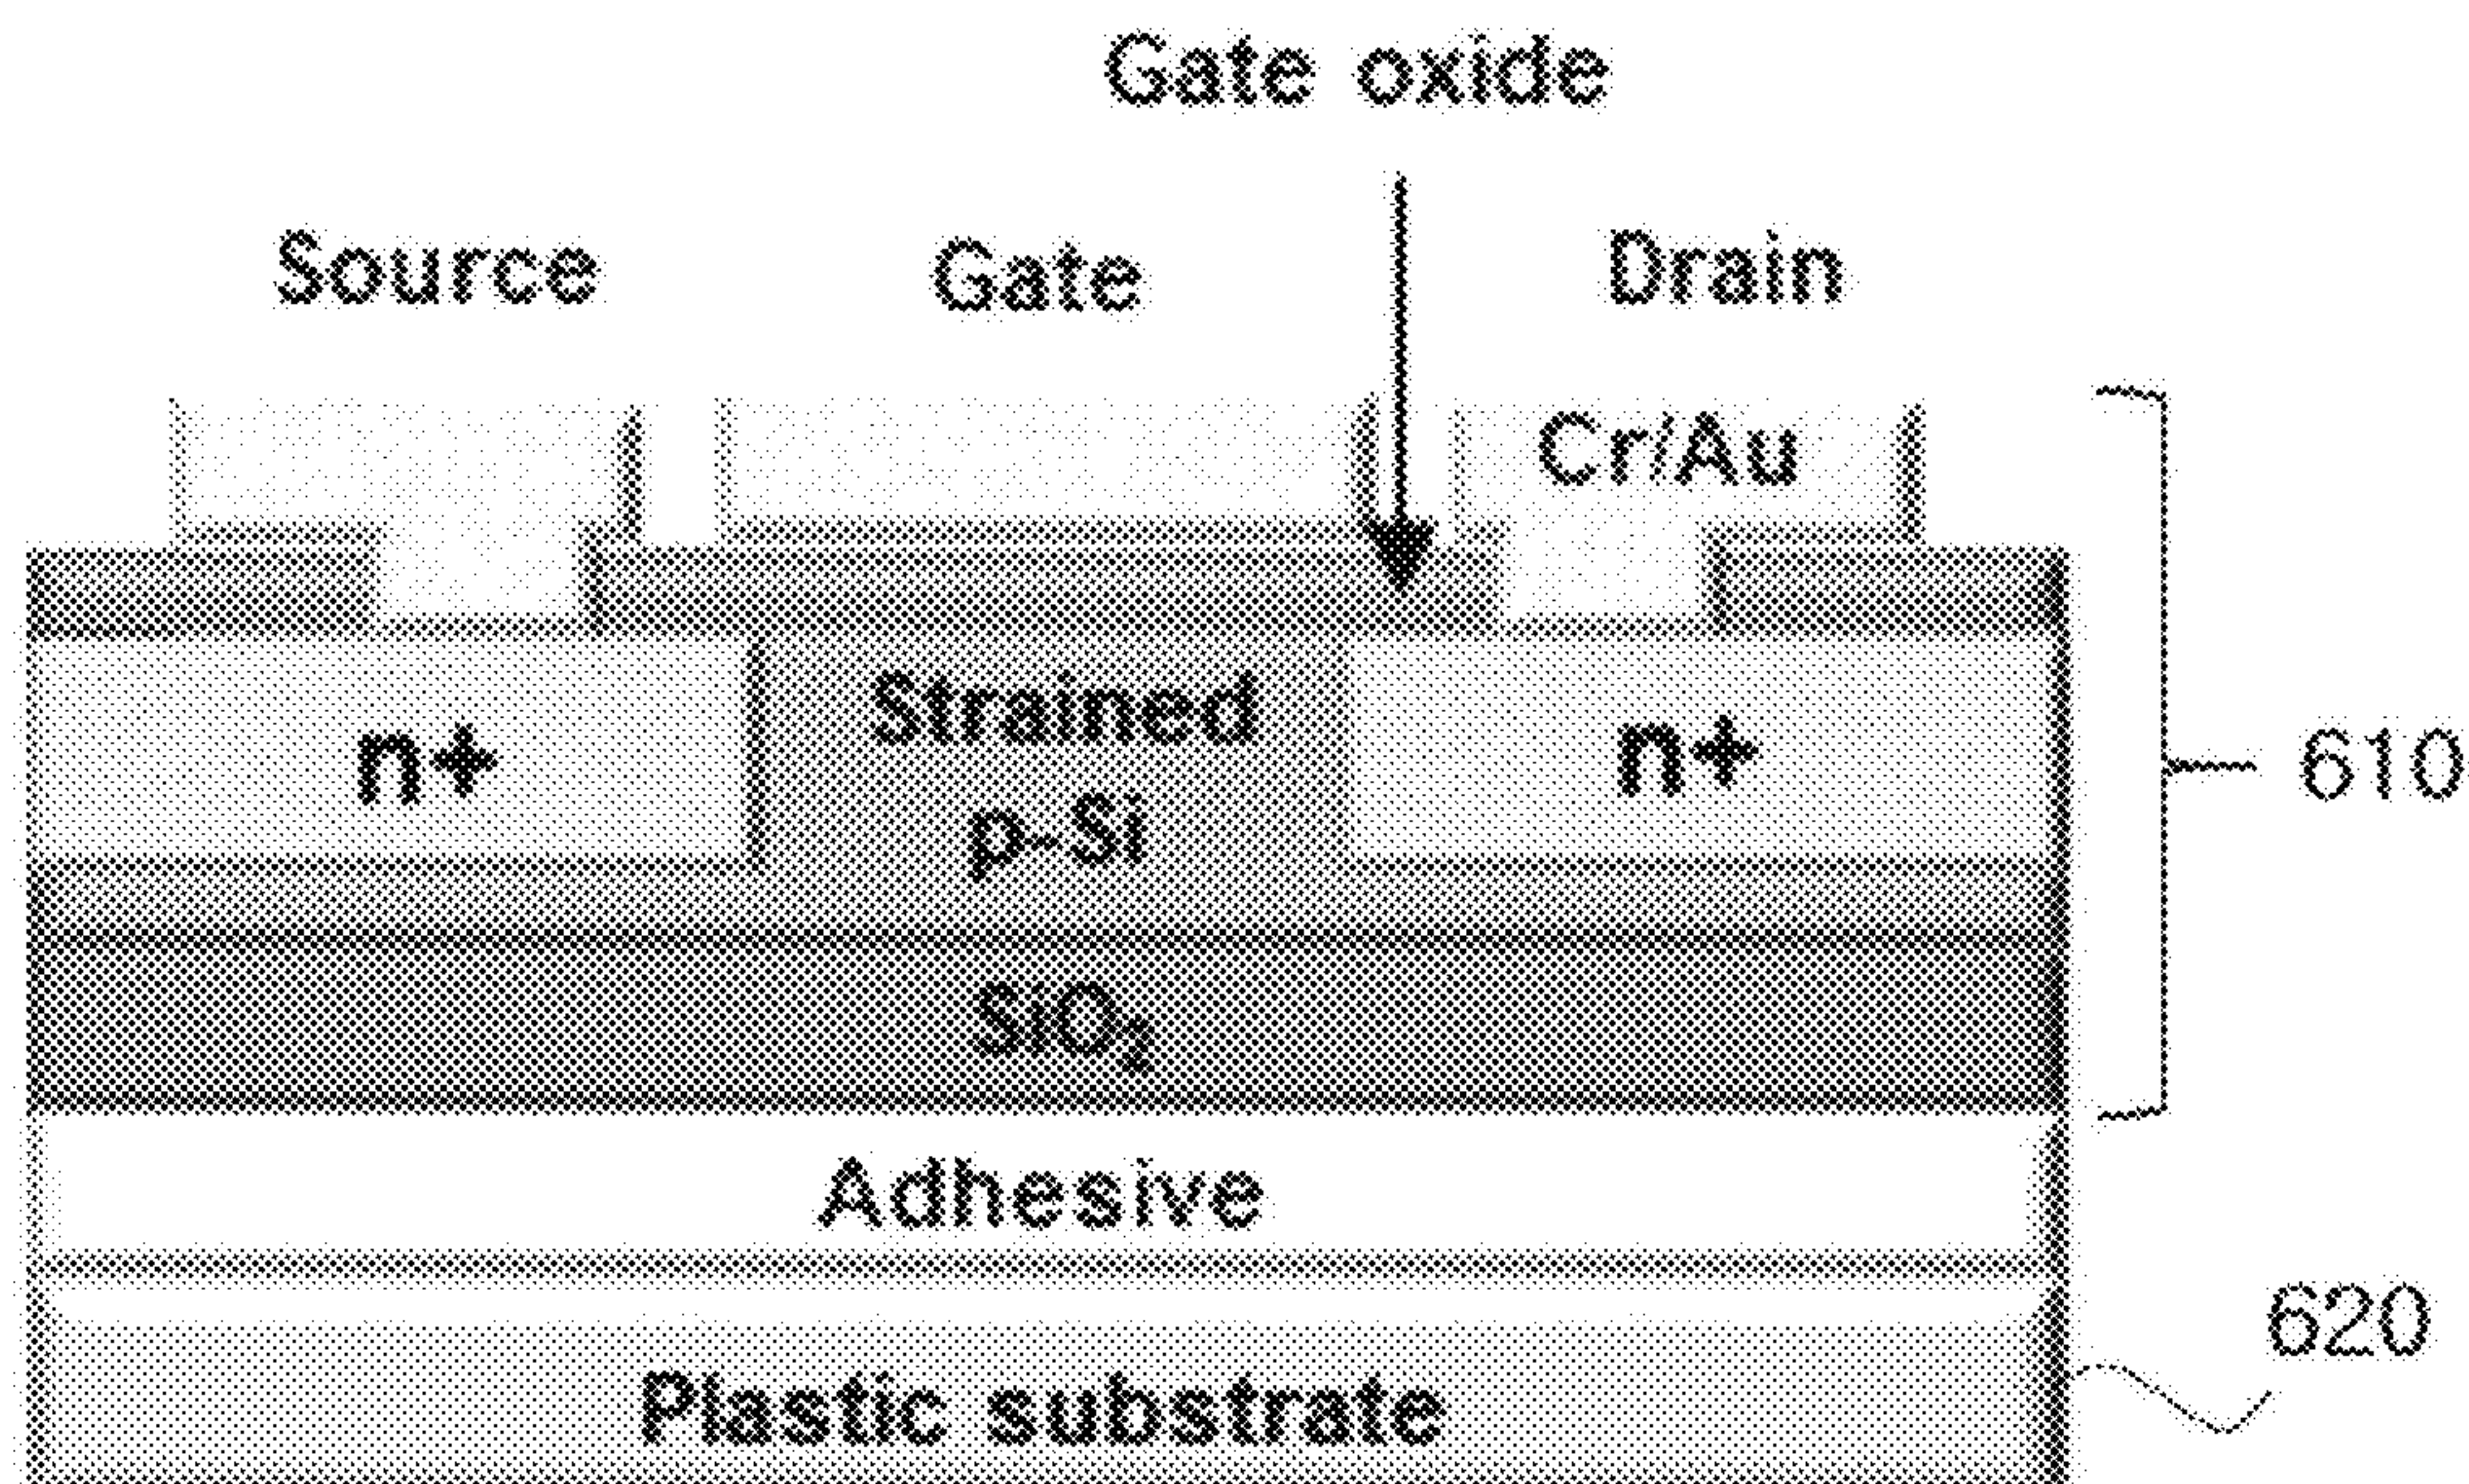 Gate oxide
Source
Gate
Drain
Cr/Au
n+
Strained
p-Si
n+
610
SiO₂
Adhesive
620
Plastic substrate